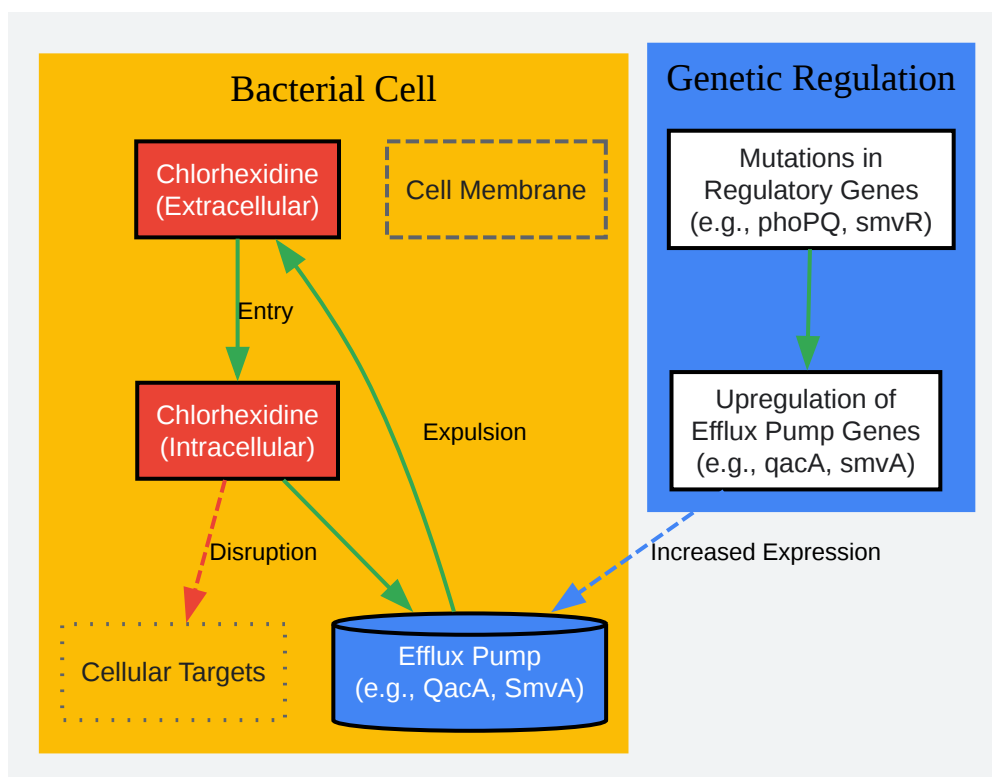 Bacterial Cell
Chlorhexidine
(Extracellular)
Cell Membrane
Entry
Chlorhexidine
(Intracellular)
Expulsion
Disruption
Cellular Targets
Efflux Pump
(e.g., QacA, SmvA)
Genetic Regulation
Mutations in
Regulatory Genes
(e.g., phoPQ, smvR)
Upregulation of
Efflux Pump Genes
(e.g., qacA, smvA)
Increased Expression